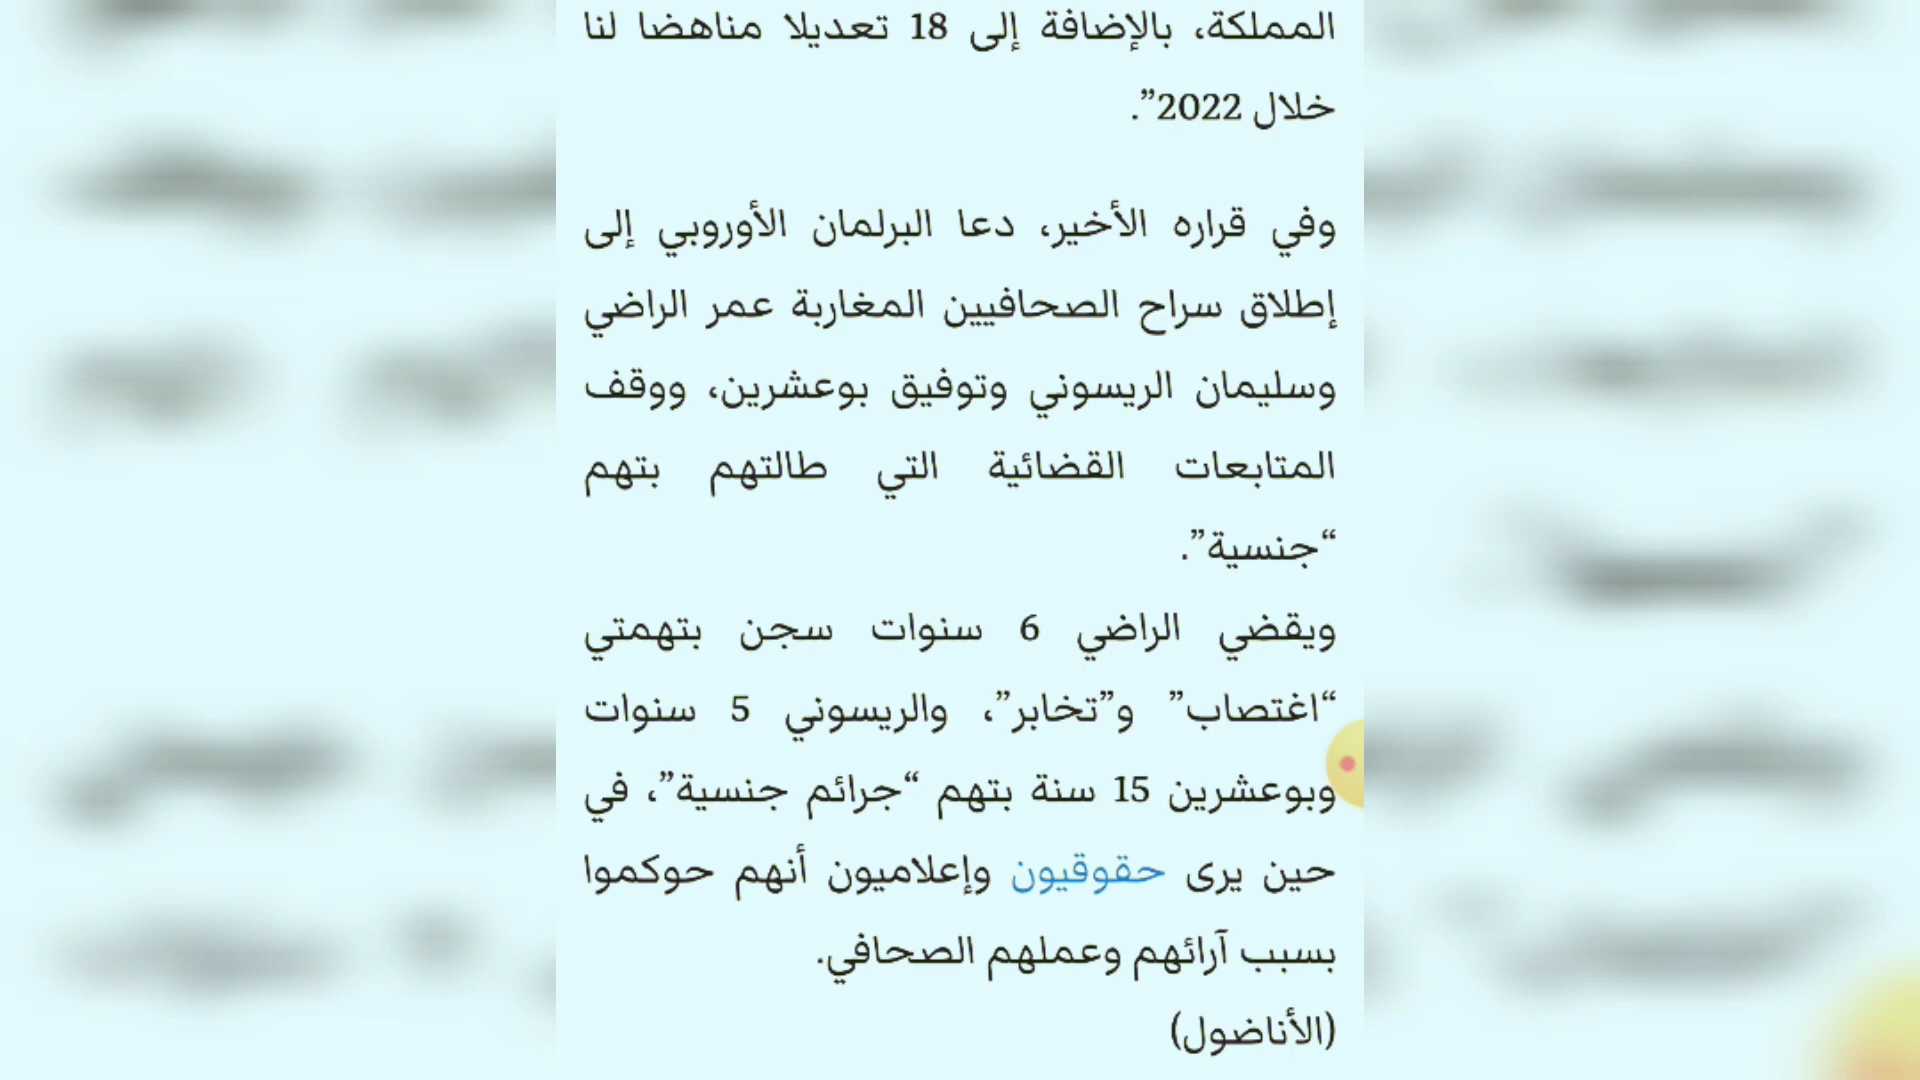 المملكة، بالإضافة إلى 18 تعديلا مناهضا لنا
خلال 2022”.
وفي قراره الأخير، دعا البرلمان الأوروبي إلى
إطلاق سراح الصحافيين المغاربة عمر الراضي
وسليمان الريسوني وتوفيق بوعشرين، ووقف
المتابعات القضائية التي طالتهم بتهم
“جنسية”.
ويقضي الراضي 6 سنوات سجن بتهمتي
“اغتصاب” و”تخابر”، والريسوني 5 سنوات
وبوعشرين 15 سنة بتهم “جرائم جنسية”، في
حين يرى حقوقيون وإعلاميون أنهم حوكموا
بسبب آرائهم وعملهم الصحافي.
(الأناضول)